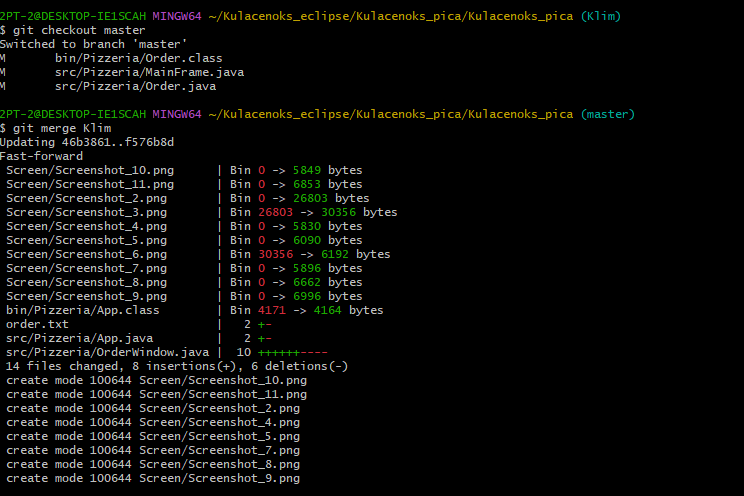 2PT-2@DESKTOP-IE1SCAH MINGW64 ~/Kulacenoks_eclipse/Kulacenoks/Kulacenoks_pica (Klim)
$ git checkout master
Switched to branch 'master'
M       bin/Pizzeria/Order.class
M       src/Pizzeria/MainFrame.java
M       src/Pizzeria/Order.java
2PT-2@DESKTOP-IE1SCAH MINGW64 ~/Kulacenoks_eclipse/Kulacenoks/Kulacenoks_pica (master)
$ git merge Klim
Updating 46b3861..f576b8d
Fast-forward
 Screen/Screenshot_10.png      | Bin 0 -> 5849 bytes
 Screen/Screenshot_11.png      | Bin 0 -> 6853 bytes
 Screen/Screenshot_2.png       | Bin 0 -> 26803 bytes
 Screen/Screenshot_3.png       | Bin 26803 -> 30356 bytes
 Screen/Screenshot_4.png       | Bin 0 -> 5830 bytes
 Screen/Screenshot_5.png       | Bin 0 -> 6090 bytes
 Screen/Screenshot_6.png       | Bin 30356 -> 6192 bytes
 Screen/Screenshot_7.png       | Bin 0 -> 5896 bytes
 Screen/Screenshot_8.png       | Bin 0 -> 6662 bytes
 Screen/Screenshot_9.png       | Bin 0 -> 6996 bytes
 bin/Pizzeria/App.class        | Bin 4171 -> 4164 bytes
 order.txt                     |   2 +-
 src/Pizzeria/App.java         |   2 +-
 src/Pizzeria/OrderWindow.java |  10 ++++++----
 14 files changed, 8 insertions(+), 6 deletions(-)
 create mode 100644 Screen/Screenshot_10.png
 create mode 100644 Screen/Screenshot_11.png
 create mode 100644 Screen/Screenshot_2.png
 create mode 100644 Screen/Screenshot_4.png
 create mode 100644 Screen/Screenshot_5.png
 create mode 100644 Screen/Screenshot_7.png
 create mode 100644 Screen/Screenshot_8.png
 create mode 100644 Screen/Screenshot_9.png